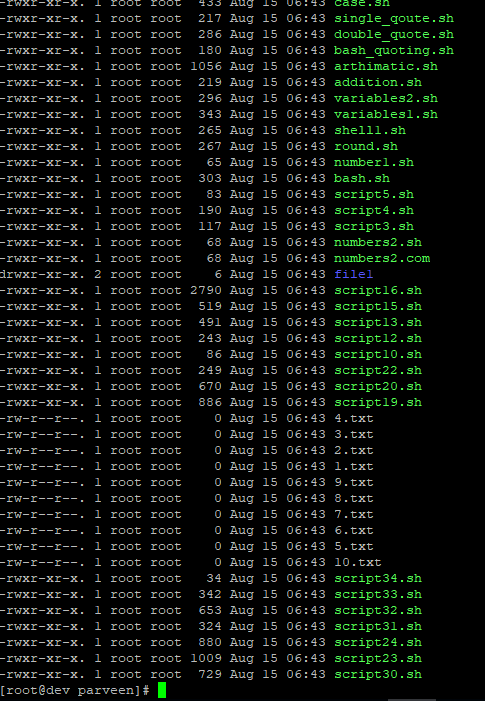 -rwxr-xr-x. 1 root root  433 Aug 15 06:43 case.sh
-rwxr-xr-x. 1 root root  217 Aug 15 06:43 single_qoute.sh
-rwxr-xr-x. 1 root root  286 Aug 15 06:43 double_quote.sh
-rwxr-xr-x. 1 root root  180 Aug 15 06:43 bash_quoting.sh
-rwxr-xr-x. 1 root root 1056 Aug 15 06:43 arthimatic.sh
-rwxr-xr-x. 1 root root  219 Aug 15 06:43 addition.sh
-rwxr-xr-x. 1 root root  296 Aug 15 06:43 variables2.sh
-rwxr-xr-x. 1 root root  343 Aug 15 06:43 variables1.sh
-rwxr-xr-x. 1 root root  265 Aug 15 06:43 shell1.sh
-rwxr-xr-x. 1 root root  267 Aug 15 06:43 round.sh
-rwxr-xr-x. 1 root root   65 Aug 15 06:43 number1.sh
-rwxr-xr-x. 1 root root  303 Aug 15 06:43 bash.sh
-rwxr-xr-x. 1 root root   83 Aug 15 06:43 script5.sh
-rwxr-xr-x. 1 root root  190 Aug 15 06:43 script4.sh
-rwxr-xr-x. 1 root root  117 Aug 15 06:43 script3.sh
-rwxr-xr-x. 1 root root   68 Aug 15 06:43 numbers2.sh
-rwxr-xr-x. 1 root root   68 Aug 15 06:43 numbers2.com
drwxr-xr-x. 2 root root    6 Aug 15 06:43 file1
-rwxr-xr-x. 1 root root 2790 Aug 15 06:43 script16.sh
-rwxr-xr-x. 1 root root  519 Aug 15 06:43 script15.sh
-rwxr-xr-x. 1 root root  491 Aug 15 06:43 script13.sh
-rwxr-xr-x. 1 root root  243 Aug 15 06:43 script12.sh
-rwxr-xr-x. 1 root root   86 Aug 15 06:43 script10.sh
-rwxr-xr-x. 1 root root  249 Aug 15 06:43 script22.sh
-rwxr-xr-x. 1 root root  670 Aug 15 06:43 script20.sh
-rwxr-xr-x. 1 root root  886 Aug 15 06:43 script19.sh
-rw-r--r--. 1 root root    0 Aug 15 06:43 4.txt
-rw-r--r--. 1 root root    0 Aug 15 06:43 3.txt
-rw-r--r--. 1 root root    0 Aug 15 06:43 2.txt
-rw-r--r--. 1 root root    0 Aug 15 06:43 1.txt
-rw-r--r--. 1 root root    0 Aug 15 06:43 9.txt
-rw-r--r--. 1 root root    0 Aug 15 06:43 8.txt
-rw-r--r--. 1 root root    0 Aug 15 06:43 7.txt
-rw-r--r--. 1 root root    0 Aug 15 06:43 6.txt
-rw-r--r--. 1 root root    0 Aug 15 06:43 5.txt
-rw-r--r--. 1 root root    0 Aug 15 06:43 10.txt
-rwxr-xr-x. 1 root root   34 Aug 15 06:43 script34.sh
-rwxr-xr-x. 1 root root  342 Aug 15 06:43 script33.sh
-rwxr-xr-x. 1 root root  653 Aug 15 06:43 script32.sh
-rwxr-xr-x. 1 root root  324 Aug 15 06:43 script31.sh
-rwxr-xr-x. 1 root root  880 Aug 15 06:43 script24.sh
-rwxr-xr-x. 1 root root 1009 Aug 15 06:43 script23.sh
-rwxr-xr-x. 1 root root  729 Aug 15 06:43 script30.sh
[root@dev parveen]#